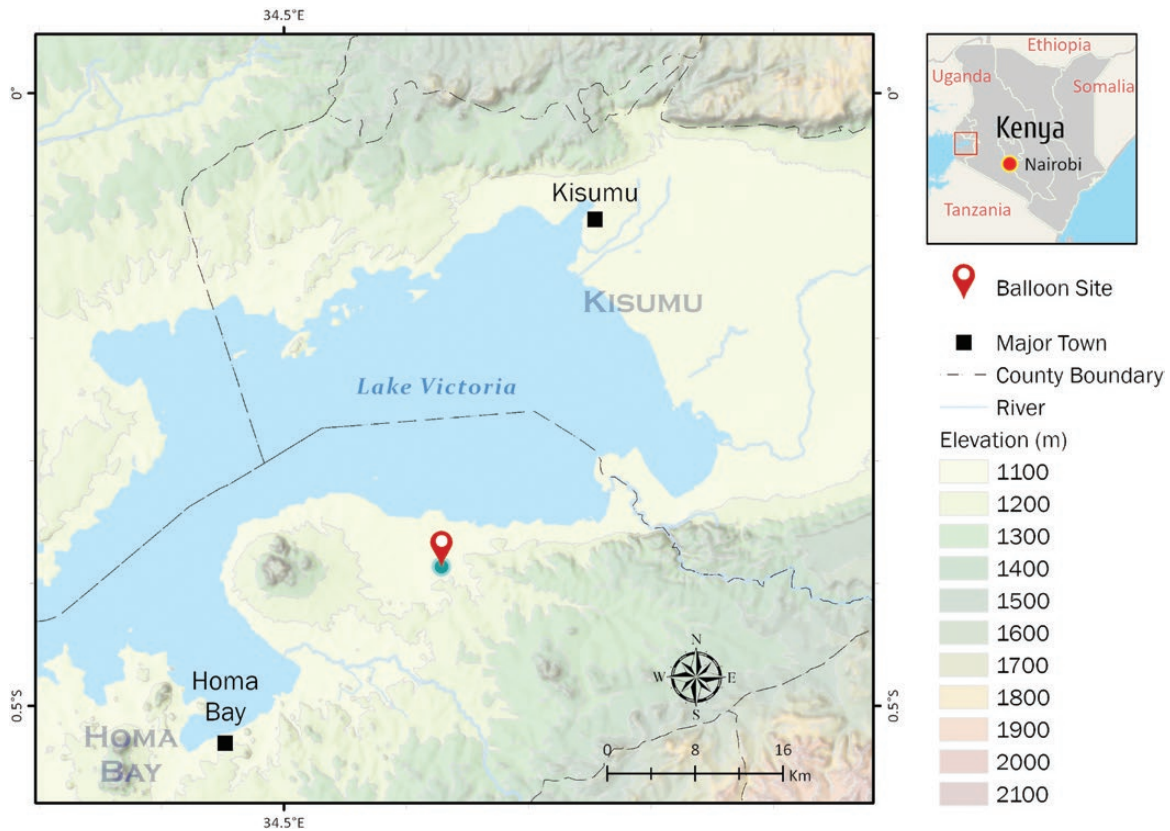 34.5°E
0°
0.5°S
Kisumu
KISUMU
Lake Victoria
Homa
Bay
HOMA
BAY
N
W E
S
0 8 16
Km
34.5°E
0°
0.5°S
Ethiopia
Uganda
Somalia
Kenya
Nairobi
Tanzania
Balloon Site
Major Town
County Boundary
River
Elevation (m)
1100
1200
1300
1400
1500
1600
1700
1800
1900
2000
2100